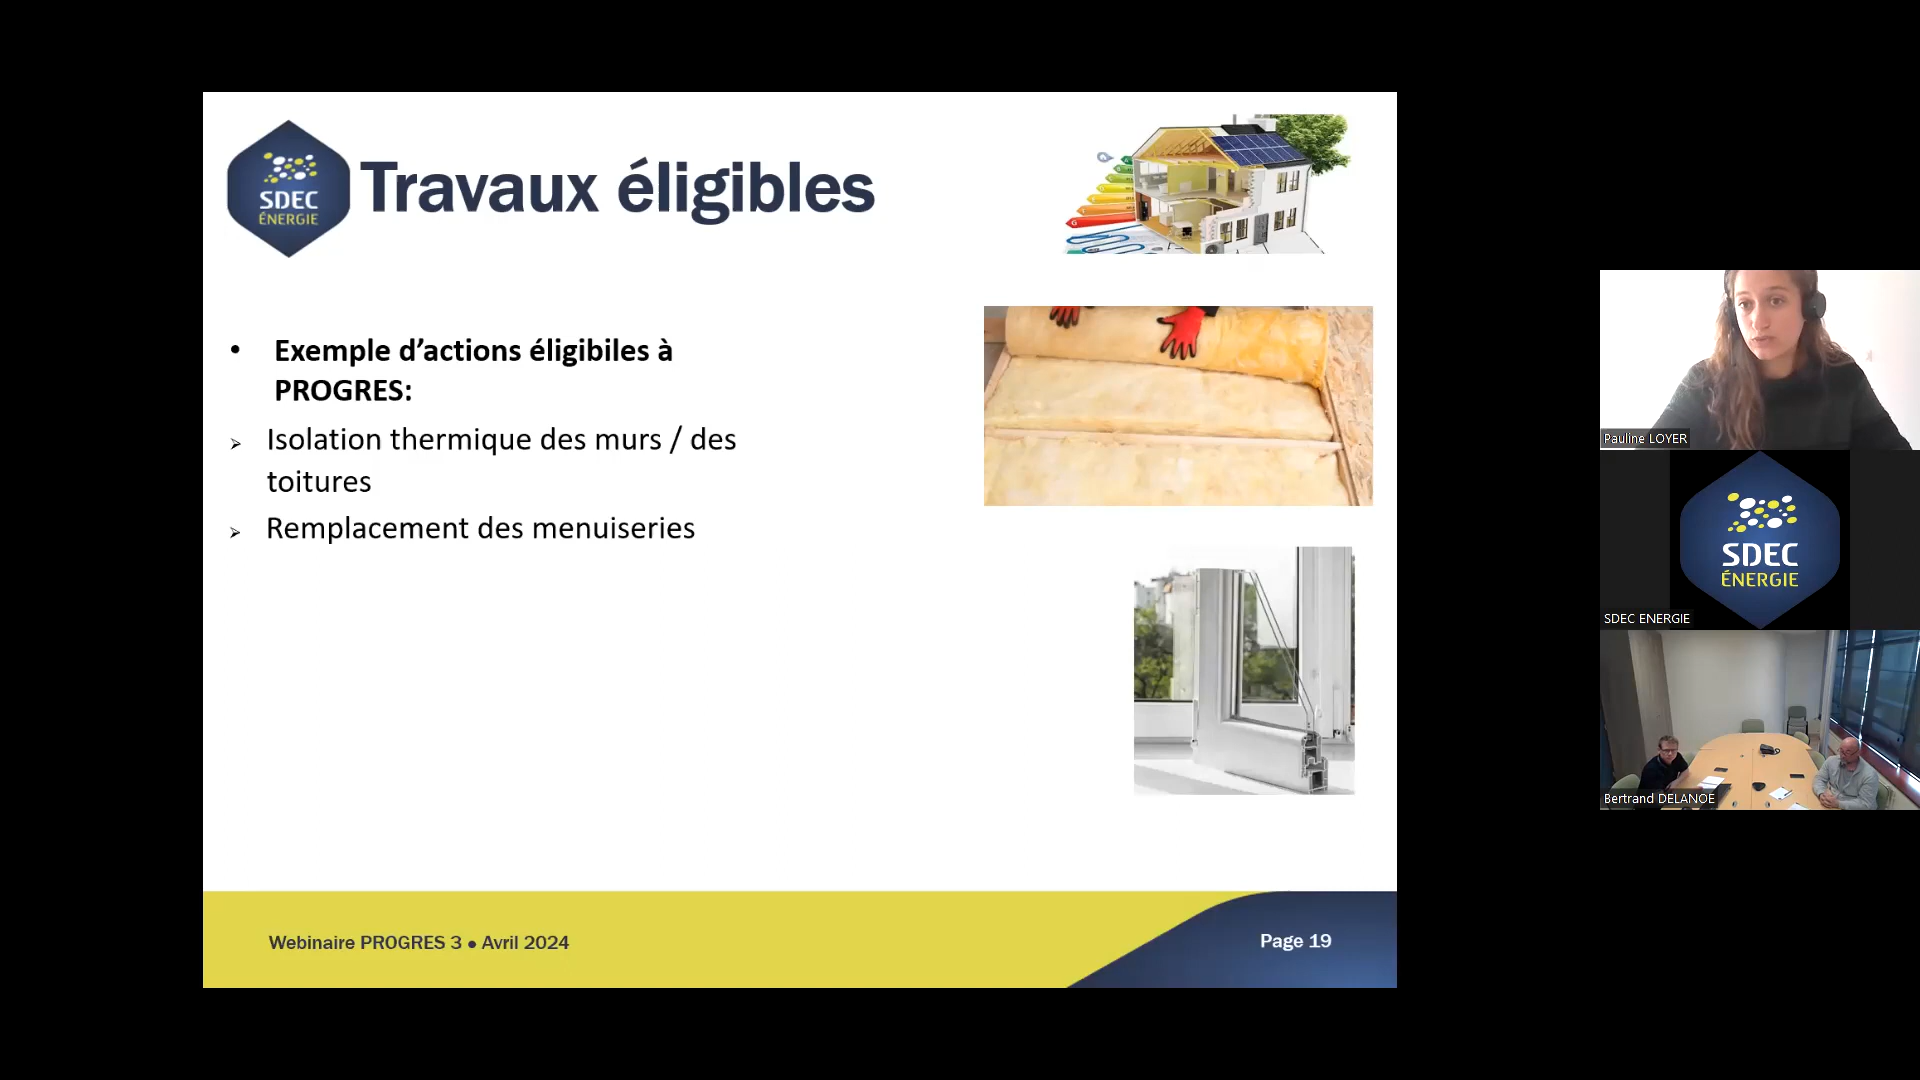 SDEC
ÉNERGIE
Travaux éligibles
• Exemple d’actions éligibiles à
PROGRES:
➢ Isolation thermique des murs / des
toitures
➢ Remplacement des menuiseries
Webinaire PROGRES 3 • Avril 2024
Page 19
Pauline LOYER
SDEC
ÉNERGIE
SDEC ENERGIE
Bertrand DELANOE